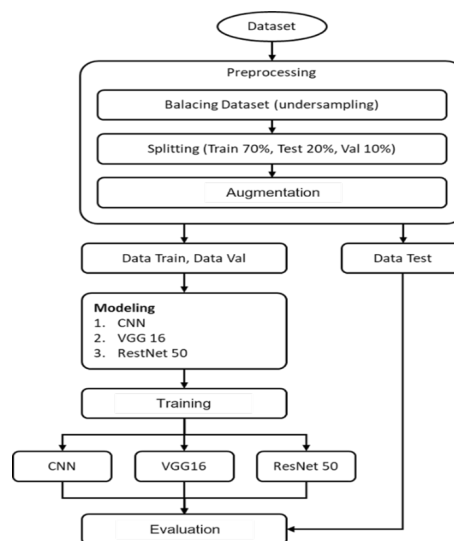 Dataset
Preprocessing
Balacing Dataset (undersampling)
Splitting (Train 70%, Test 20%, Val 10%)
Augmentation
Data Train, Data Val
Data Test
Modeling
1. CNN
2. VGG 16
3. RestNet 50
Training
CNN
VGG16
ResNet 50
Evaluation